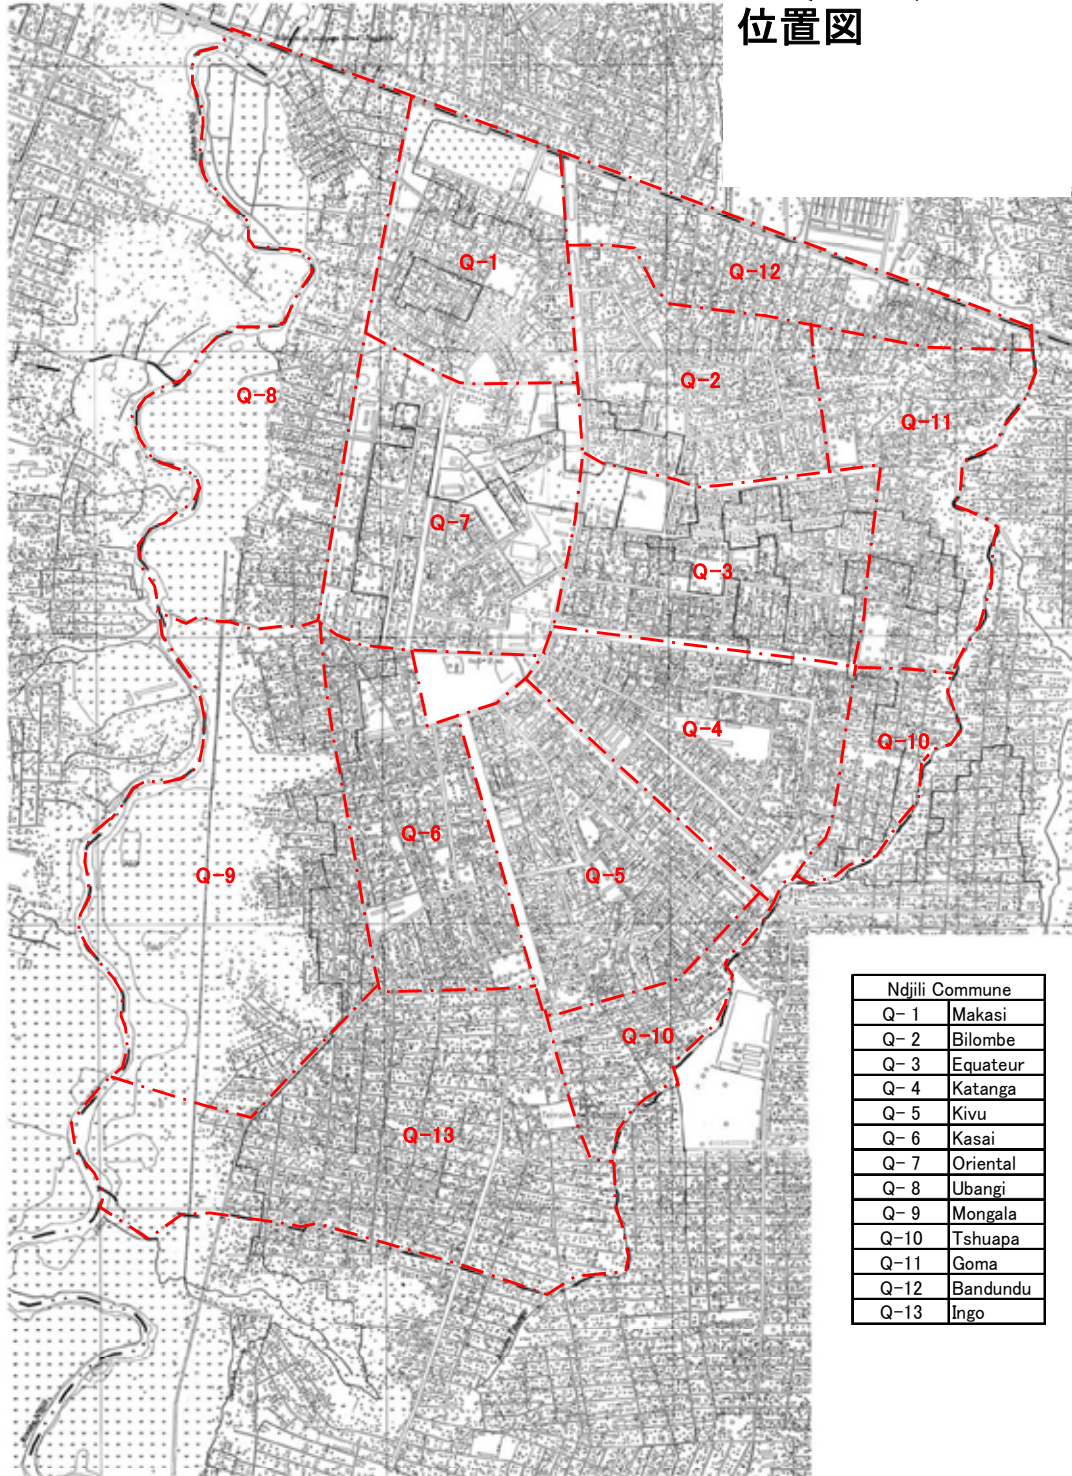 位置図
Q-1
Q-12
Q-2
Q-8
Q-11
Q-7
Q-3
Q-4
Q-10
Q-6
Q-5
Q-9
Q-10
Q-13
Ndjili Commune
Q- 1 Makasi
Q- 2 Bilombe
Q- 3 Equateur
Q- 4 Katanga
Q- 5 Kivu
Q- 6 Kasai
Q- 7 Oriental
Q- 8 Ubangi
Q- 9 Mongala
Q-10 Tshuapa
Q-11 Goma
Q-12 Bandundu
Q-13 Ingo